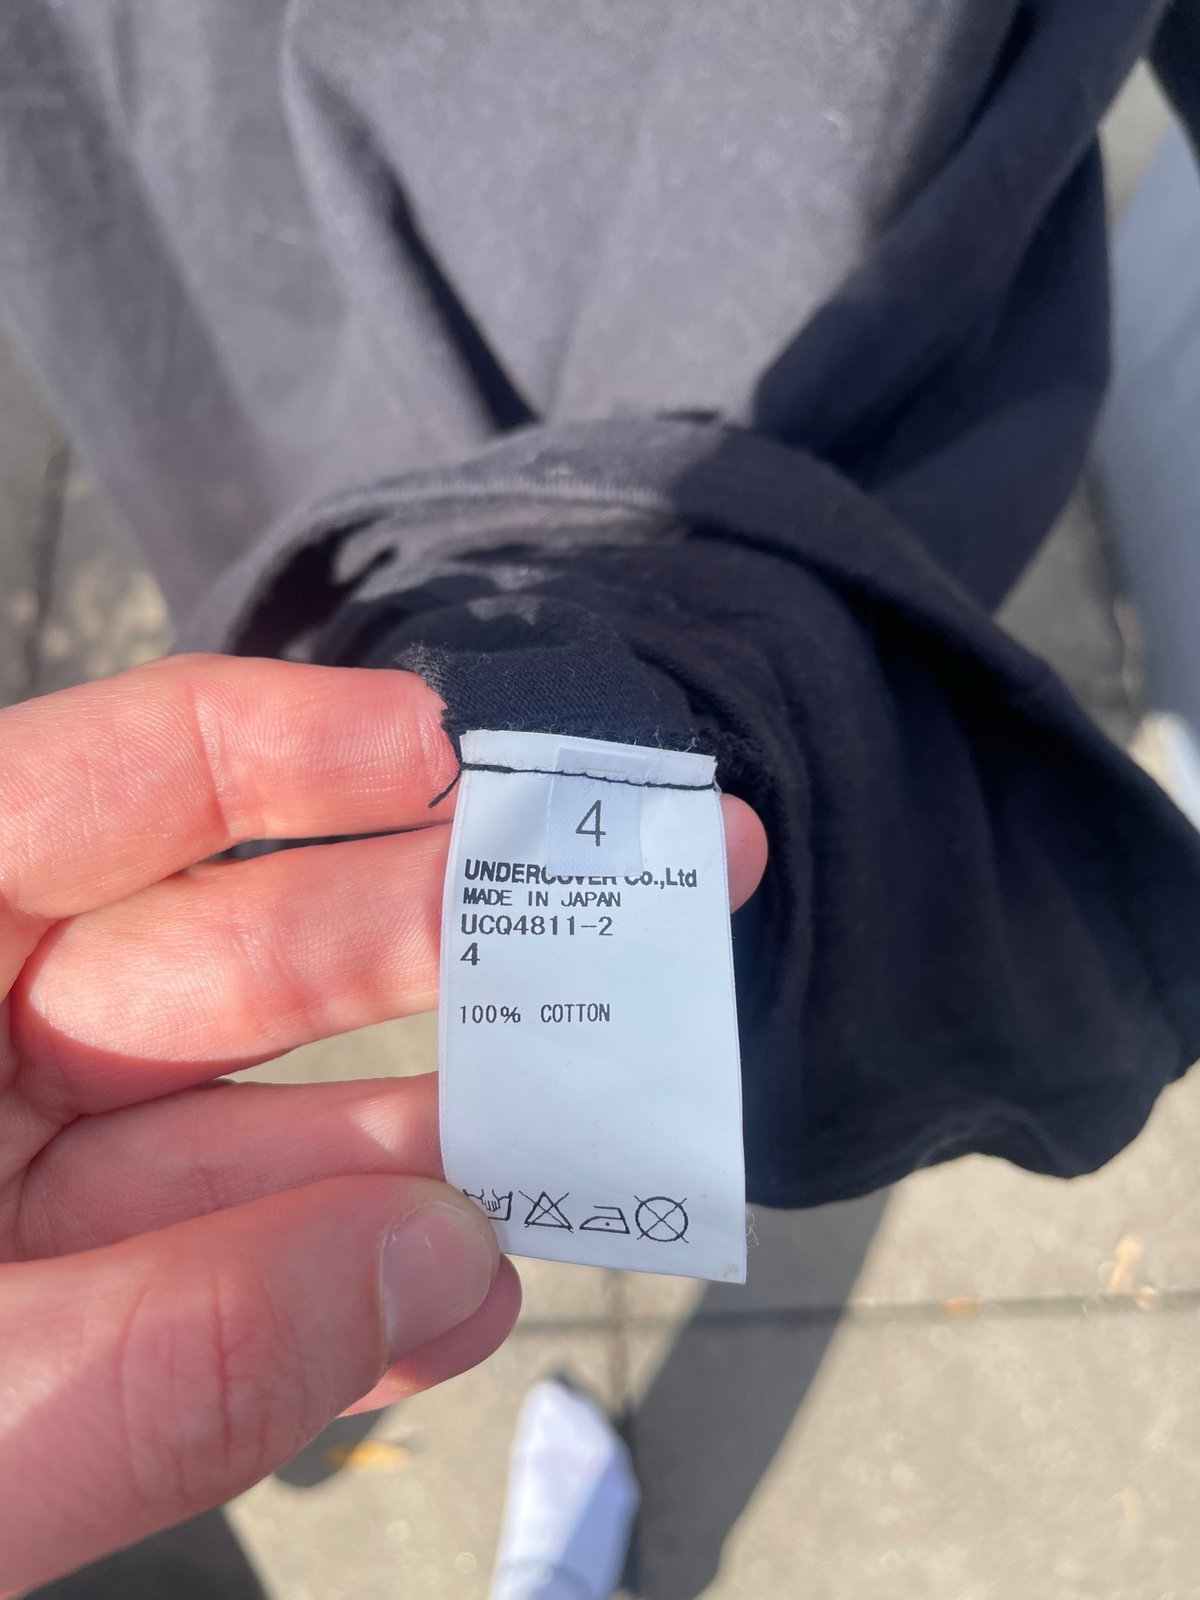 4
UNDERCOVER Co.,Ltd
MADE IN JAPAN
UCQ4811-2
4
100% COTTON